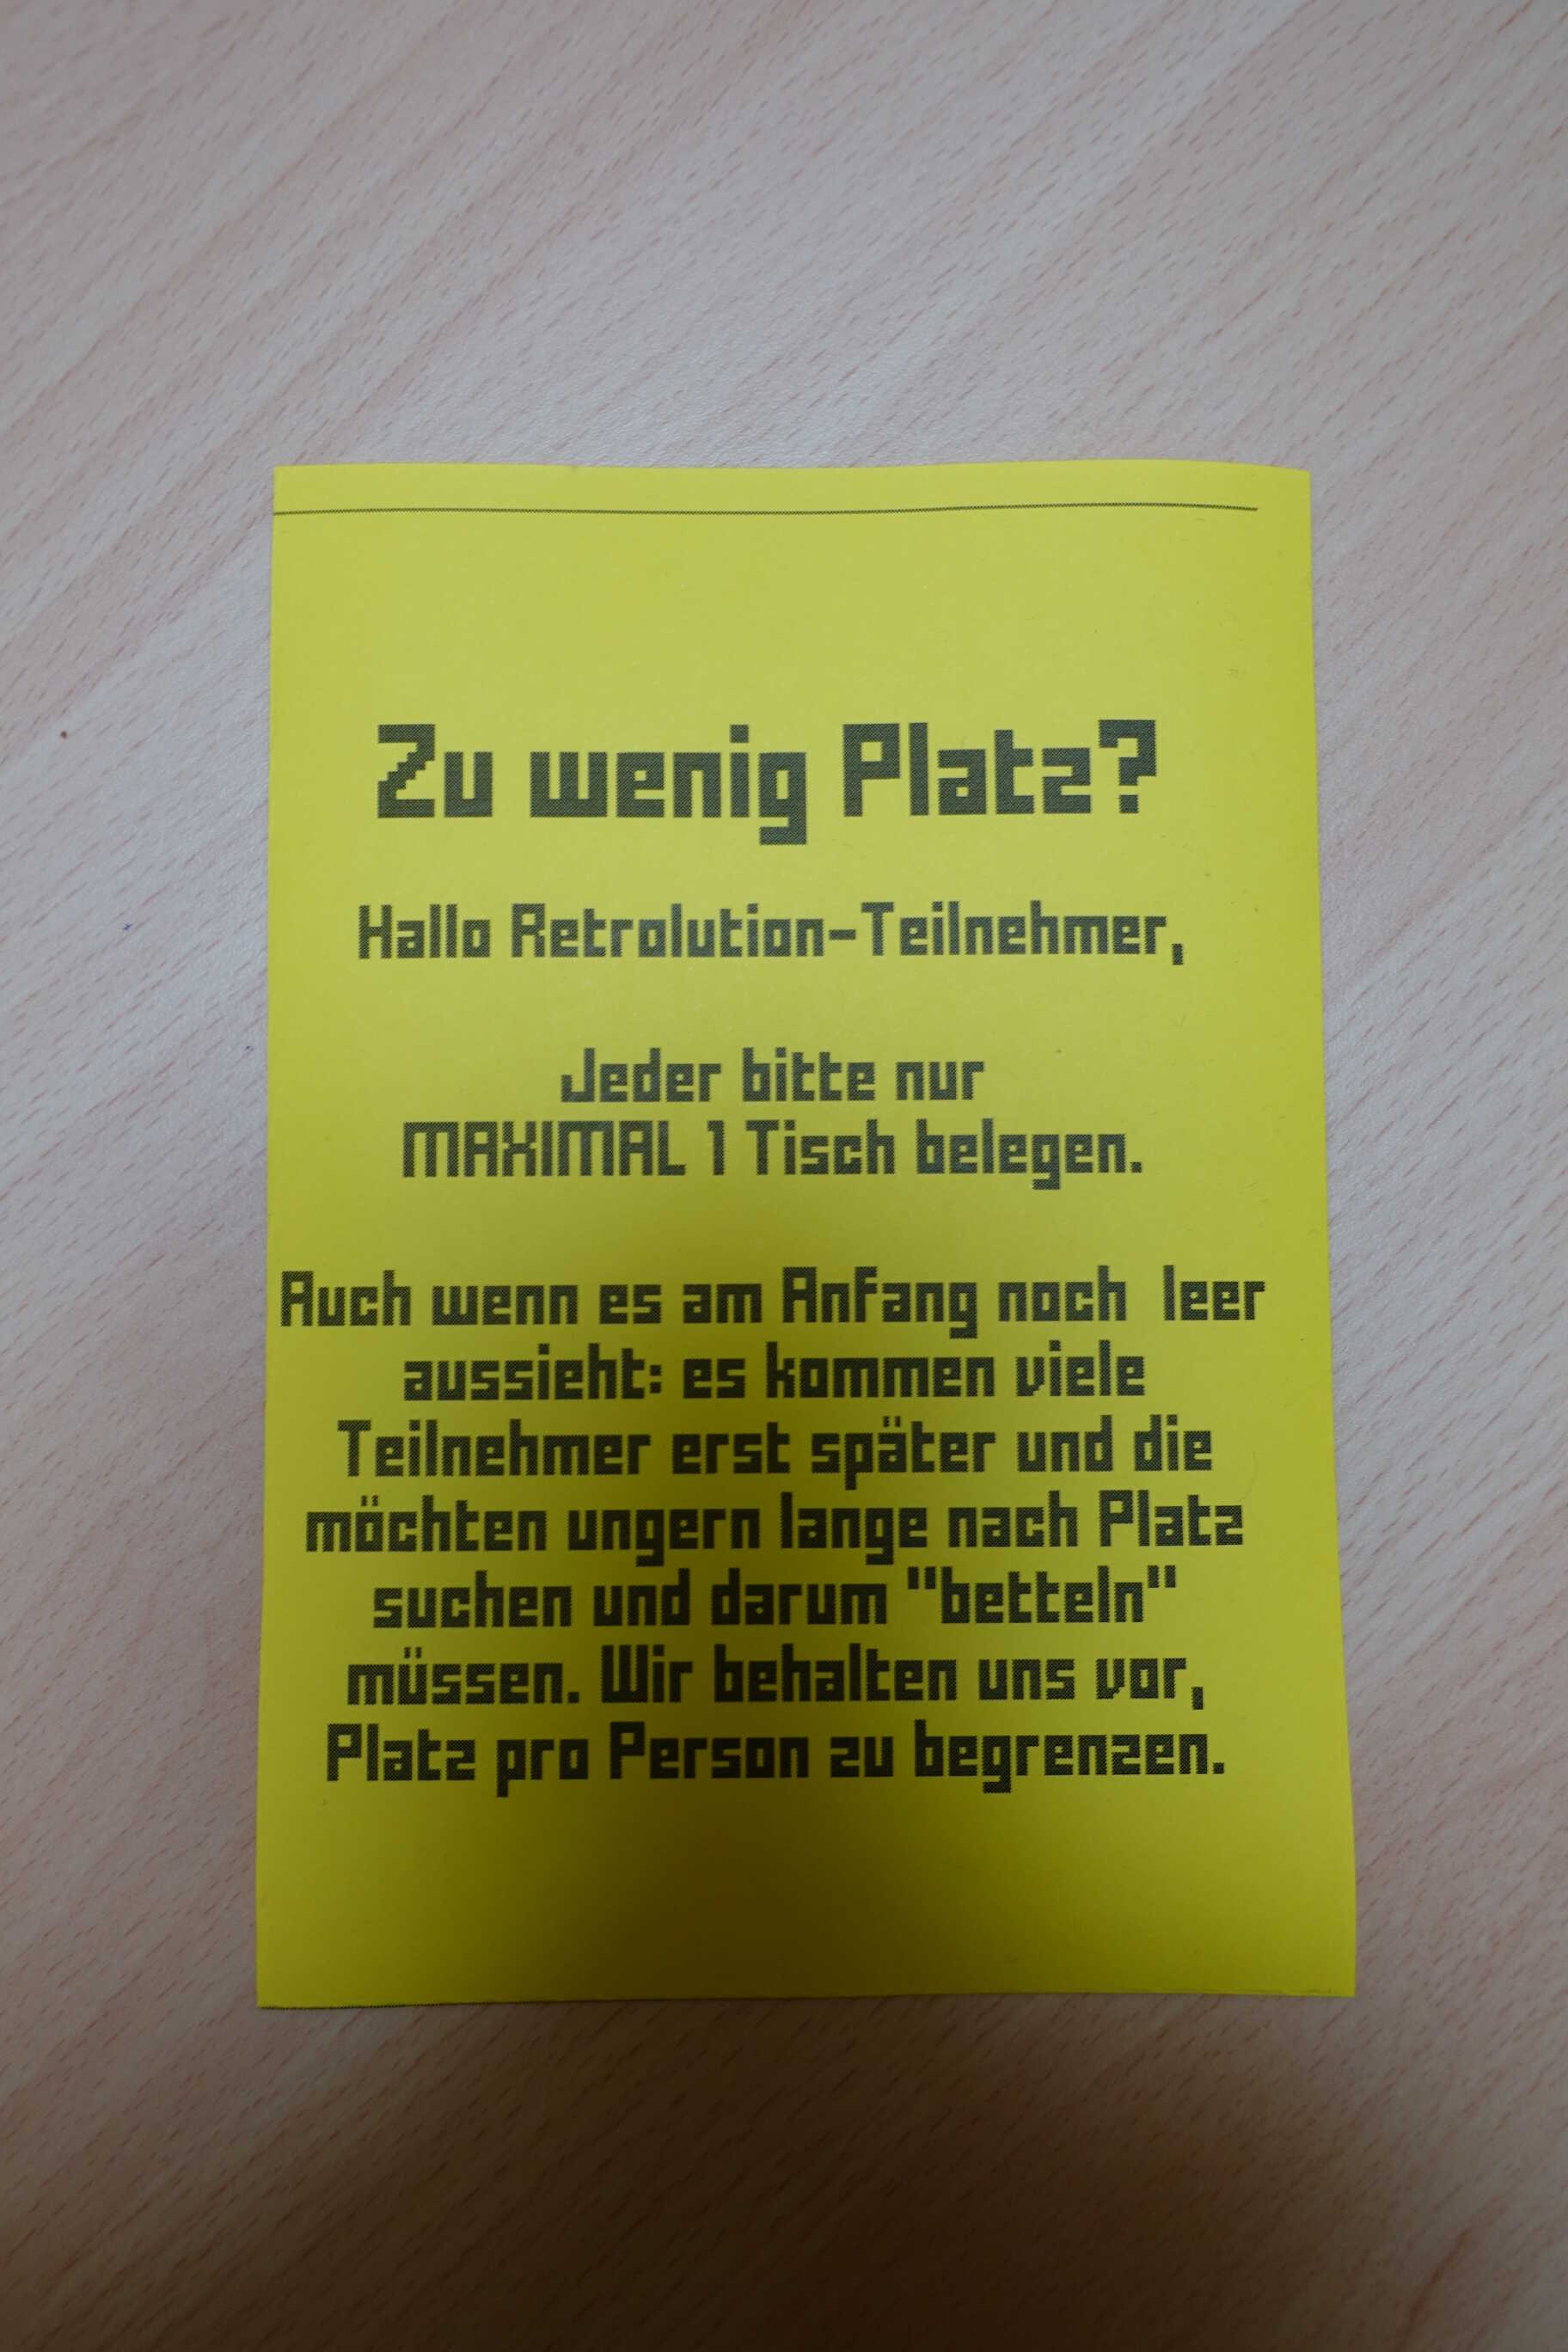 Zu wenig Platz?
Hallo Retrolution-Teilnehmer,
Jeder bitte nur
MAXIMAL 1 Tisch belegen.
Auch wenn es am Anfang noch leer
aussieht: es kommen viele
Teilnehmer erst später und die
möchten ungern lange nach Platz
suchen und darum "betteln"
müssen. Wir behalten uns vor,
Platz pro Person zu begrenzen.